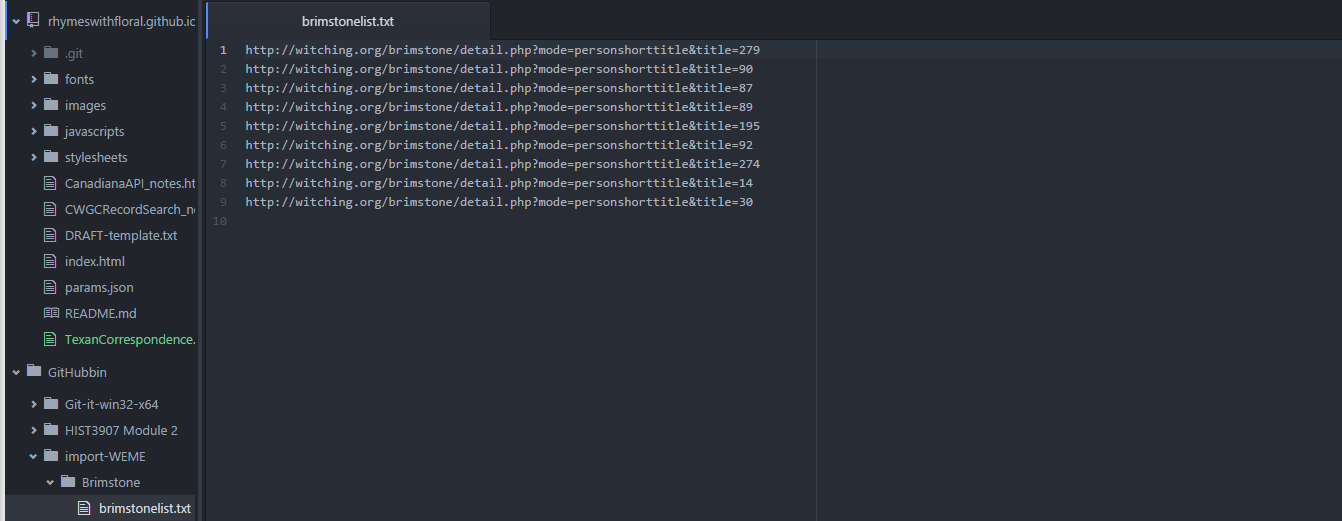 rhymeswithfloral.github.io
.git
fonts
images
javascripts
stylesheets
CanadianaAPI_notes.ht
CWGCRecordSearch_n
DRAFT-template.txt
index.html
params.json
README.md
TexanCorrespondence.
GitHubbin
Git-it-win32-x64
HIST3907 Module 2
import-WEME
Brimstone
brimstonelist.txt
brimstonelist.txt
1 http://witching.org/brimstone/detail.php?mode=personshorttitle&title=279
2 http://witching.org/brimstone/detail.php?mode=personshorttitle&title=90
3 http://witching.org/brimstone/detail.php?mode=personshorttitle&title=87
4 http://witching.org/brimstone/detail.php?mode=personshorttitle&title=89
5 http://witching.org/brimstone/detail.php?mode=personshorttitle&title=195
6 http://witching.org/brimstone/detail.php?mode=personshorttitle&title=92
7 http://witching.org/brimstone/detail.php?mode=personshorttitle&title=274
8 http://witching.org/brimstone/detail.php?mode=personshorttitle&title=14
9 http://witching.org/brimstone/detail.php?mode=personshorttitle&title=30
10